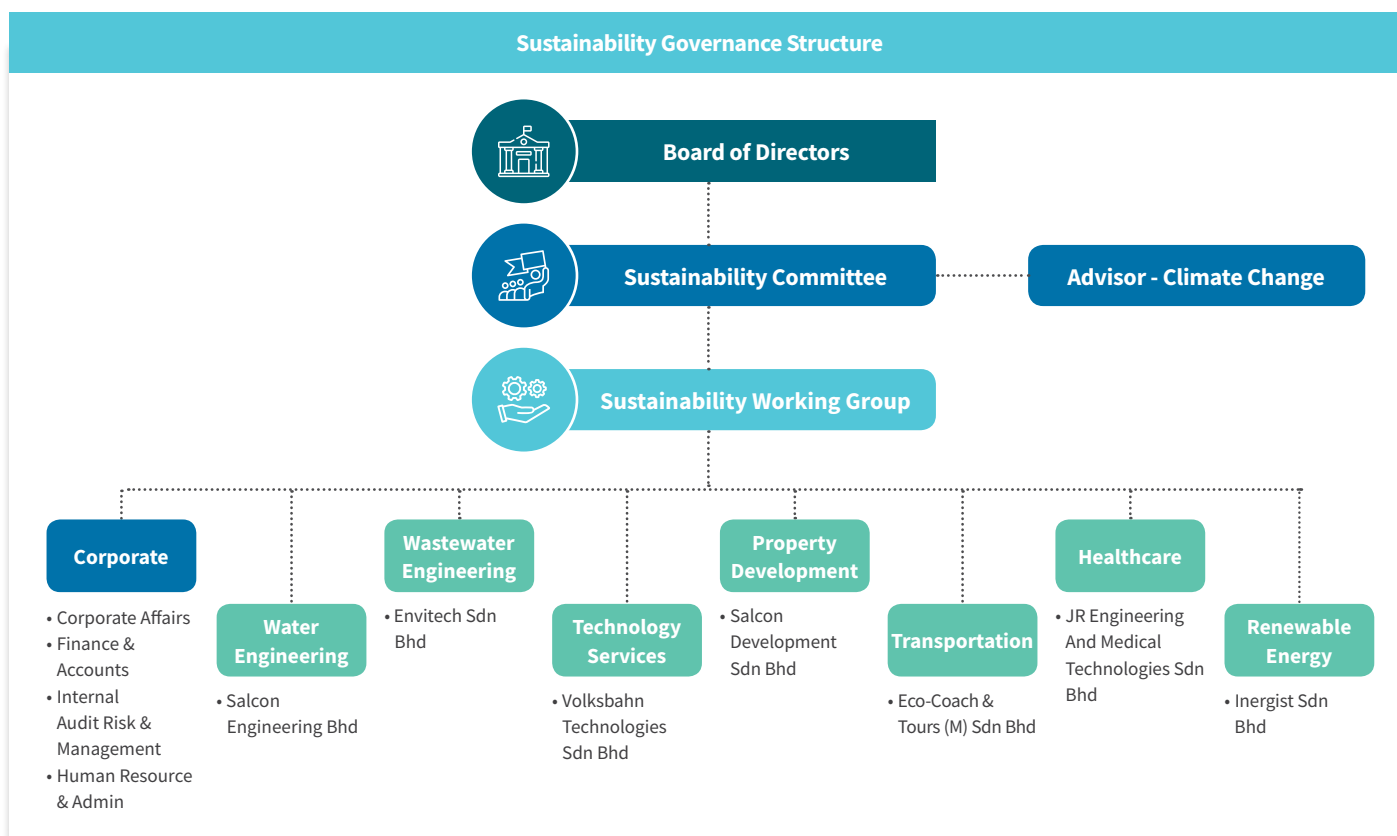 Sustainability Governance Structure
Board of Directors
Sustainability Committee
Advisor - Climate Change
Sustainability Working Group
Corporate
• Corporate Affairs
• Finance &
Accounts
• Internal
Audit Risk &
Management
• Human Resource
& Admin
Water
Engineering
• Salcon
Engineering Bhd
Wastewater
Engineering
• Envitech Sdn
Bhd
Technology
Services
• Volksbahn
Technologies
Sdn Bhd
Property
Development
• Salcon
Development
Sdn Bhd
Transportation
• Eco-Coach &
Tours (M) Sdn Bhd
Healthcare
• JR Engineering
And Medical
Technologies Sdn
Bhd
Renewable
Energy
• Inergist Sdn
Bhd